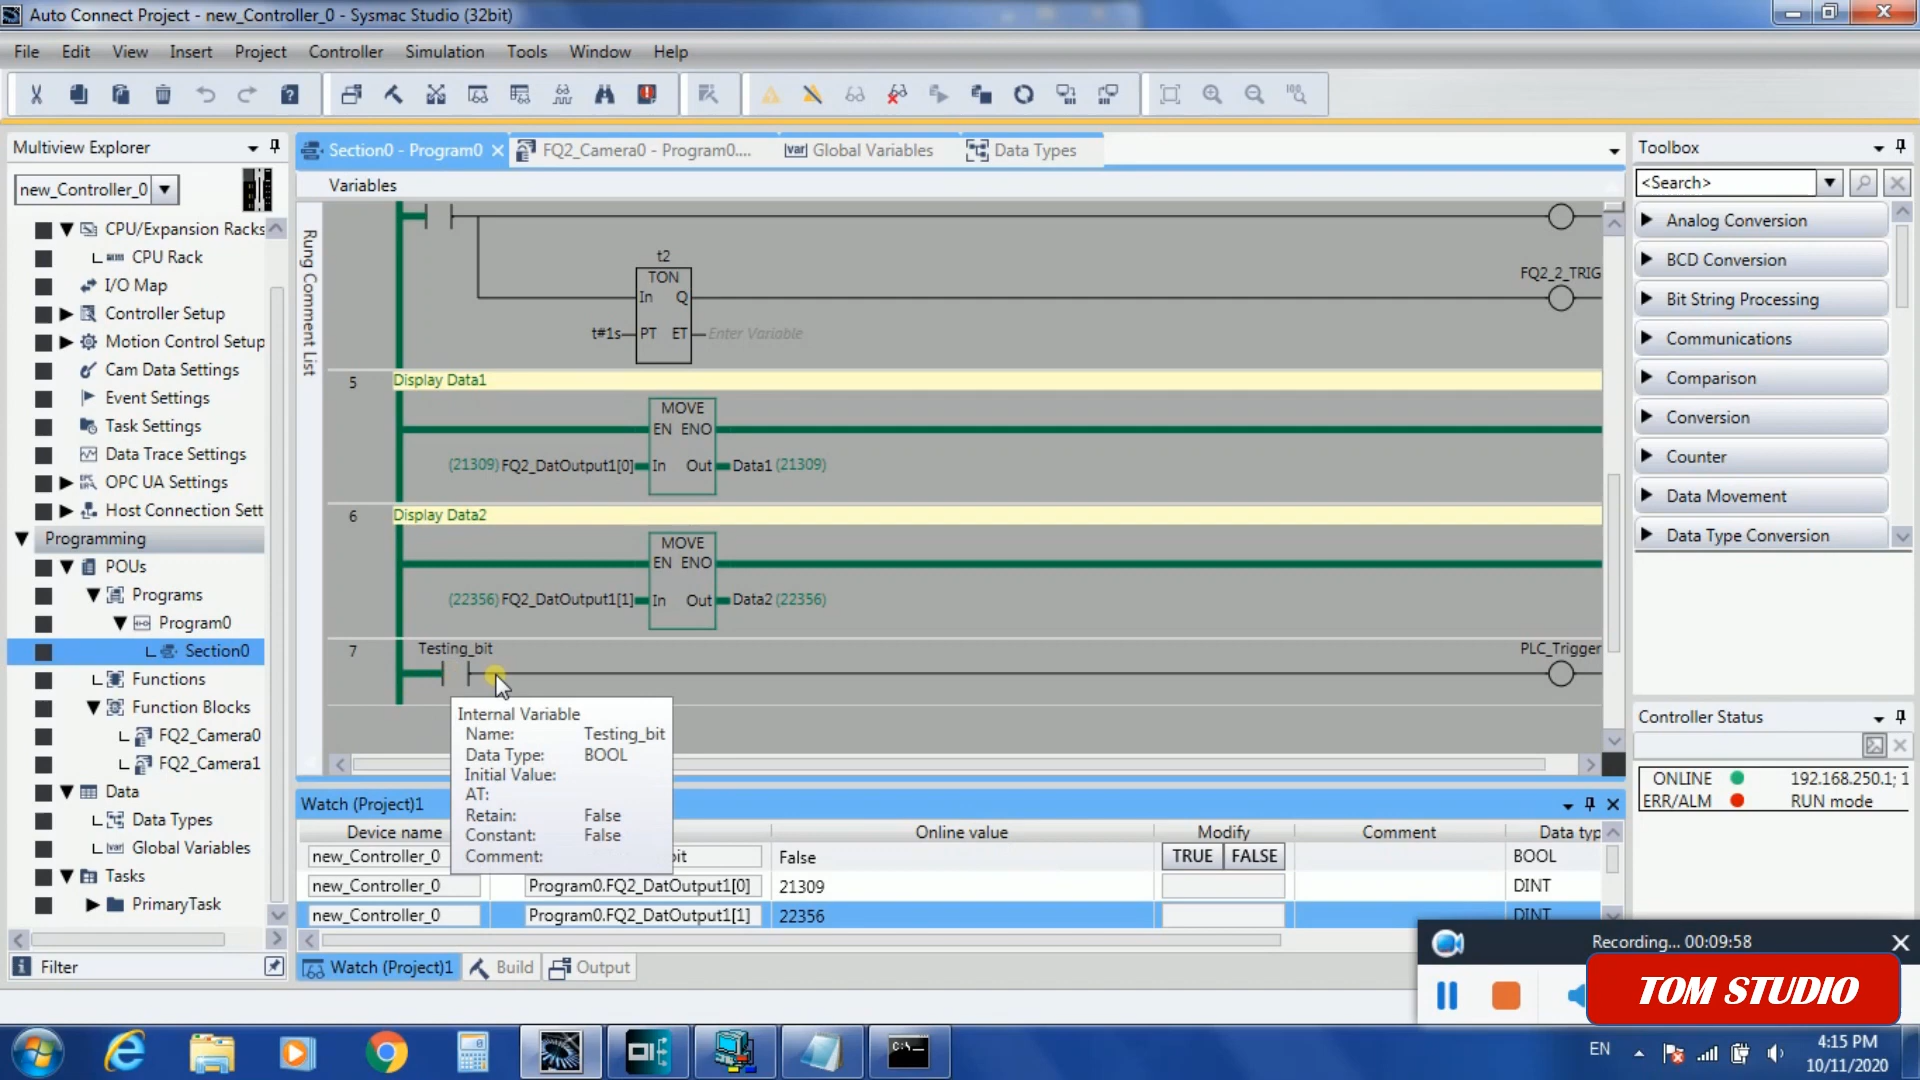 Auto Connect Project - new_Controller_0 - Sysmac Studio (32bit)
File Edit View Insert Project Controller Simulation Tools Window Help
Multiview Explorer
new_Controller_0
CPU/Expansion Racks
CPU Rack
I/O Map
Controller Setup
Motion Control Setup
Cam Data Settings
Event Settings
Task Settings
Data Trace Settings
OPC UA Settings
Host Connection Sett
Programming
POUs
Programs
Program0
Section0
Functions
Function Blocks
FQ2_Camera0
FQ2_Camera1
Data
Data Types
Global Variables
Tasks
PrimaryTask
Filter
Section0 - Program0
FQ2_Camera0 - Program0....
Global Variables
Data Types
Variables
Rung Comment List
t2
TON
In Q
t#1s PT ET Enter Variable
FQ2_2_TRIG
5 Display Data1
MOVE
EN ENO
(21309) FQ2_DatOutput1[0] In Out Data1 (21309)
6 Display Data2
MOVE
EN ENO
(22356) FQ2_DatOutput1[1] In Out Data2 (22356)
7 Testing_bit PLC_Trigger
Internal Variable
Name: Testing_bit
Data Type: BOOL
Initial Value:
AT:
Retain: False
Constant: False
Comment:
Watch (Project)1
Device name Online value Modify Comment Data typ
new_Controller_0 bit False TRUE FALSE BOOL
new_Controller_0 Program0.FQ2_DatOutput1[0] 21309 DINT
new_Controller_0 Program0.FQ2_DatOutput1[1] 22356 DINT
Watch (Project)1 Build Output
Toolbox
<Search>
Analog Conversion
BCD Conversion
Bit String Processing
Communications
Comparison
Conversion
Counter
Data Movement
Data Type Conversion
Controller Status
ONLINE 192.168.250.1; 1
ERR/ALM RUN mode
Recording... 00:09:58
TOM STUDIO
EN
4:15 PM
10/11/2020